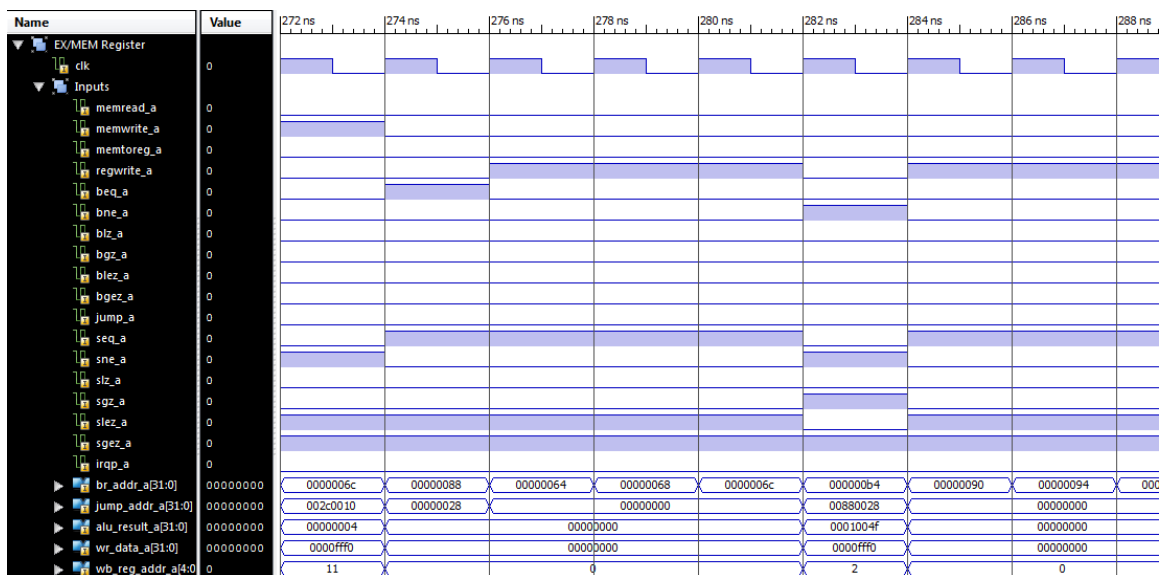 Name Value 272 ns 274 ns 276 ns 278 ns 280 ns 282 ns 284 ns 286 ns 288 ns
EX/MEM Register
clk 0
Inputs
memread_a 0
memwrite_a 0
memtoreg_a 0
regwrite_a 0
beq_a 0
bne_a 0
blz_a 0
bgz_a 0
blez_a 0
bgez_a 0
jump_a 0
seq_a 0
sne_a 0
slz_a 0
sgz_a 0
slez_a 0
sgez_a 0
irqp_a 0
br_addr_a[31:0] 00000000 0000006c 00000088 00000064 00000068 0000006c 000000b4 00000090 00000094 000
jump_addr_a[31:0] 00000000 002c0010 00000028 00000000 00880028 00000000
alu_result_a[31:0] 00000000 00000004 00000000 0001004f 00000000
wr_data_a[31:0] 00000000 0000fff0 00000000 0000fff0 00000000
wb_reg_addr_a[4:0 0 11 0 2 0